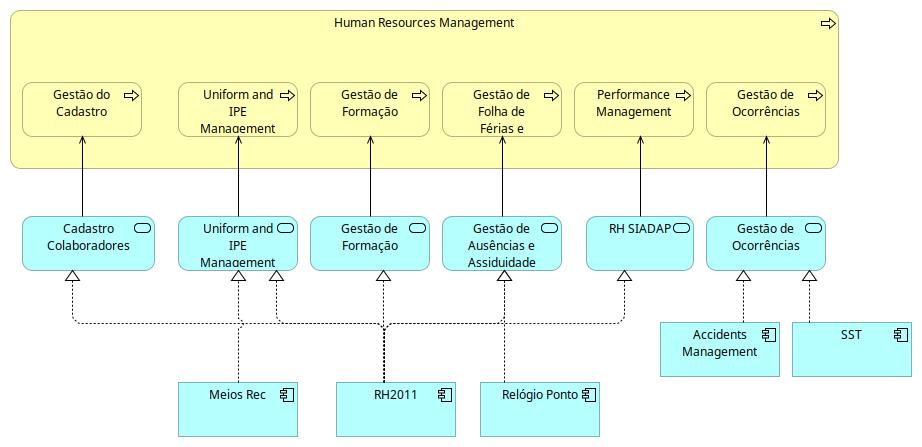 Human Resources Management
Gestão do
Cadastro
Uniform and
IPE
Management
Gestão de
Formação
Gestão de
Folha de
Férias e
Performance
Management
Gestão de
Ocorrências
Cadastro
Colaboradores
Uniform and
IPE
Management
Gestão de
Formação
Gestão de
Ausências e
Assiduidade
RH SIADAP
Gestão de
Ocorrências
Accidents
Management
SST
Meios Rec
RH2011
Relógio Ponto